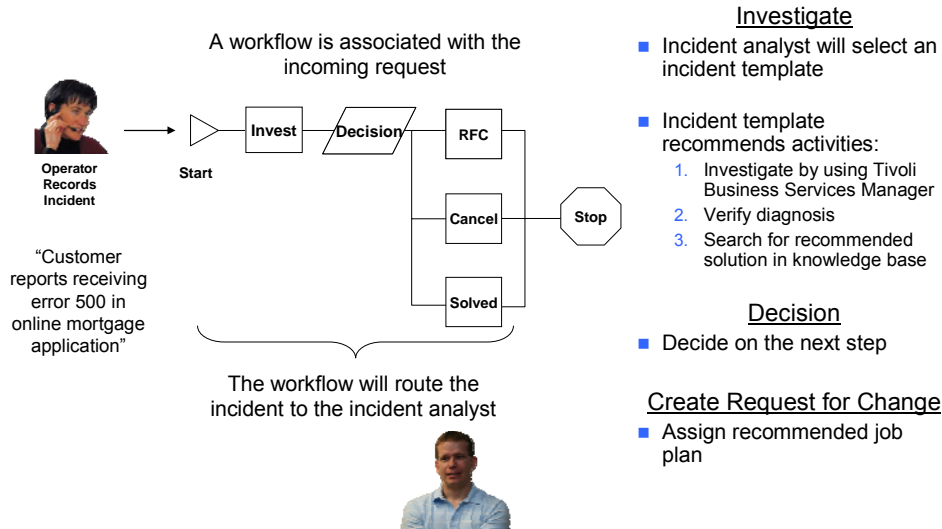 A workflow is associated with the
incoming request
Operator
Records
Incident
Start
Invest
Decision
RFC
Cancel
Solved
Stop
“Customer
reports receiving
error 500 in
online mortgage
application”
The workflow will route the
incident to the incident analyst
Investigate
Incident analyst will select an
incident template
Incident template
recommends activities:
1. Investigate by using Tivoli
Business Services Manager
2. Verify diagnosis
3. Search for recommended
solution in knowledge base
Decision
Decide on the next step
Create Request for Change
Assign recommended job
plan